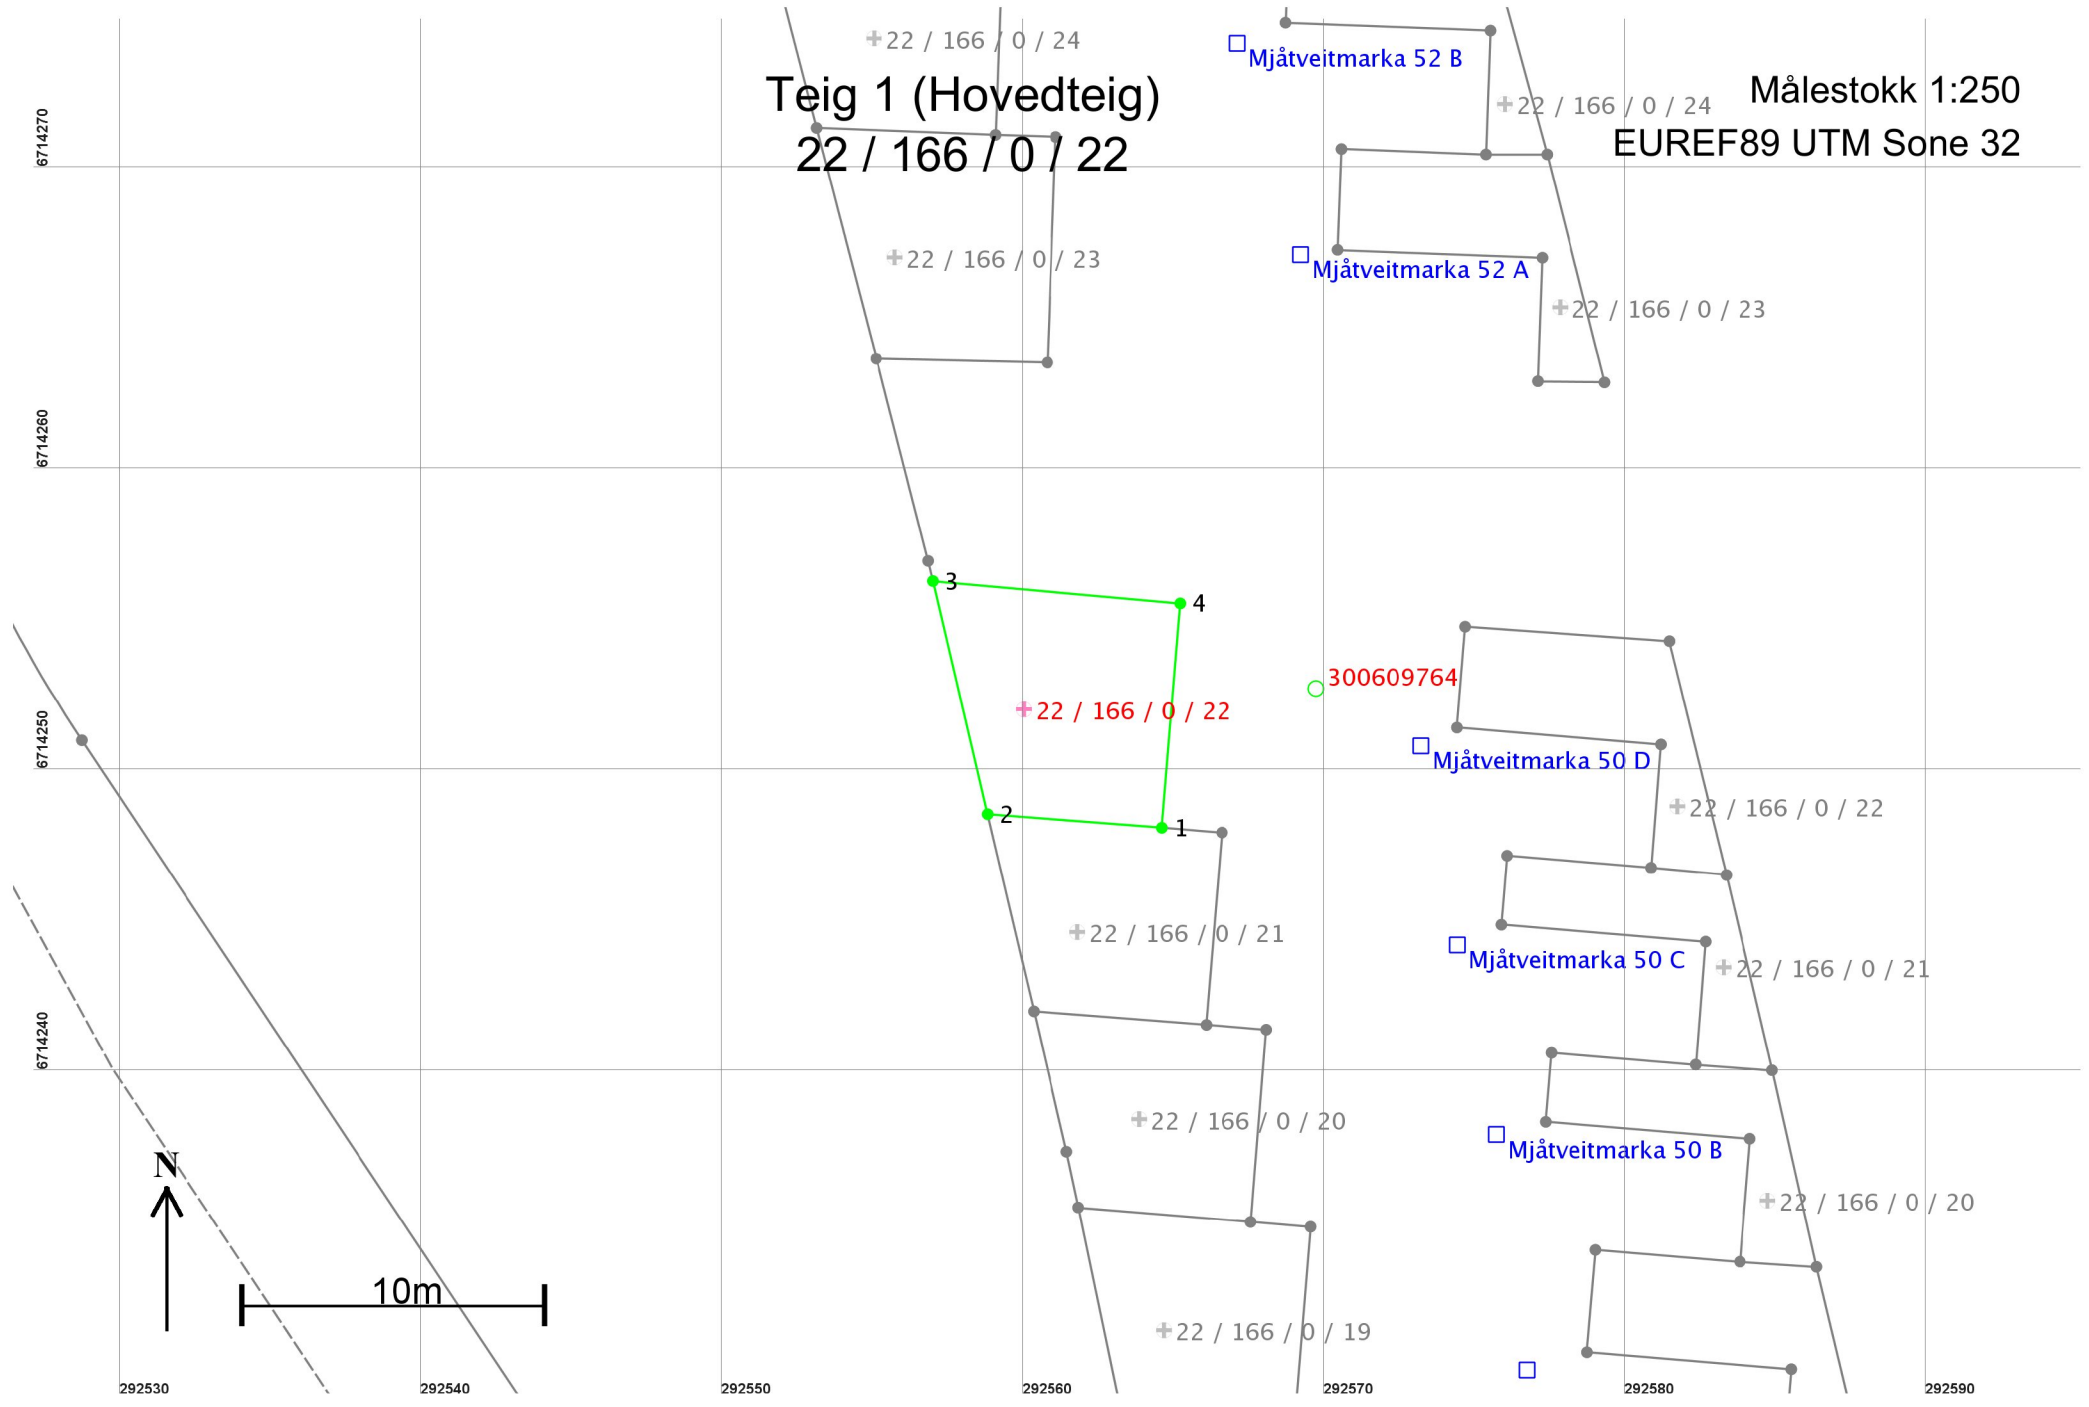 22 / 166 / 0 / 24
Mjåtveitmarka 52 B
Teig 1 (Hovedteig)
22 / 166 / 0 / 22
22 / 166 / 0 / 24
Målestokk 1:250
EUREF89 UTM Sone 32
6714270
22 / 166 / 0 / 23
Mjåtveitmarka 52 A
22 / 166 / 0 / 23
6714260
3
4
300609764
22 / 166 / 0 / 22
6714250
Mjåtveitmarka 50 D
22 / 166 / 0 / 22
2
1
22 / 166 / 0 / 21
Mjåtveitmarka 50 C
22 / 166 / 0 / 21
6714240
22 / 166 / 0 / 20
Mjåtveitmarka 50 B
N
22 / 166 / 0 / 20
10m
22 / 166 / 0 / 19
292530
292540
292550
292560
292570
292580
292590